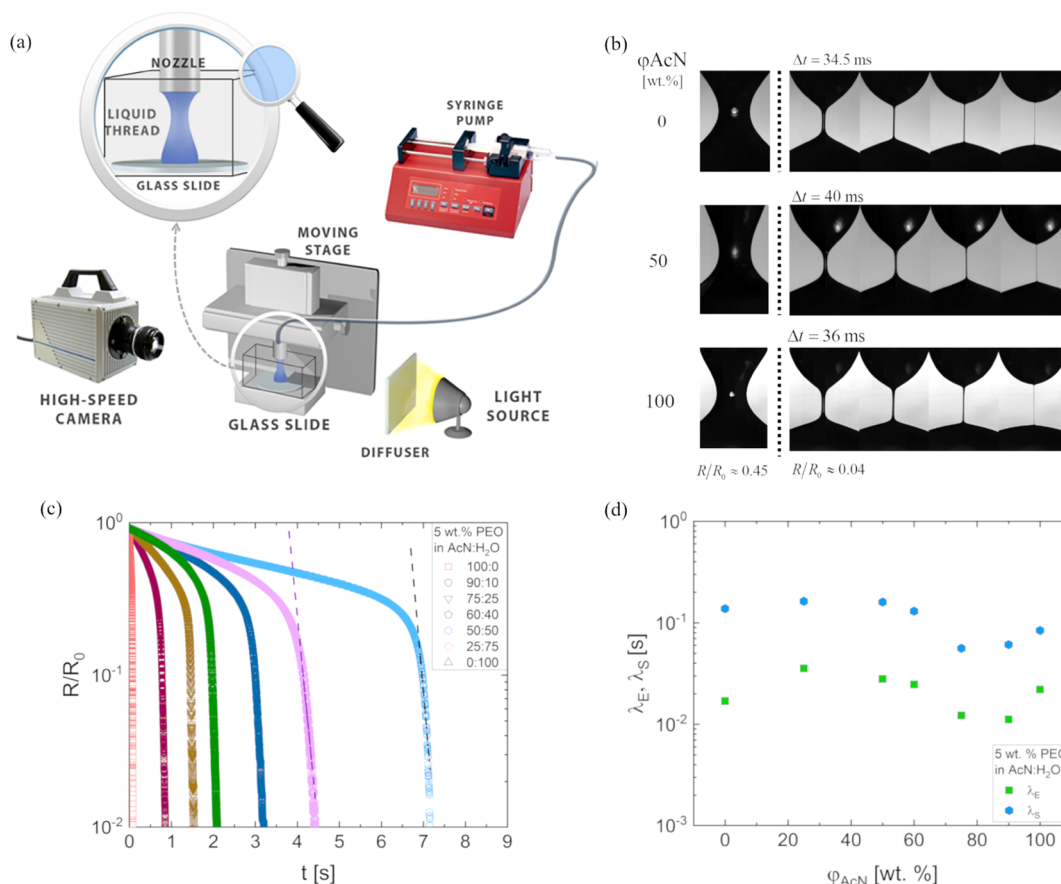 (a)
NOZZLE
LIQUID
THREAD
GLASS SLIDE
SYRINGE
PUMP
MOVING
STAGE
HIGH-SPEED
CAMERA
GLASS SLIDE
LIGHT
SOURCE
DIFFUSER
(b)
φAcN
[wt.%]
Δt = 34.5 ms
0
Δt = 40 ms
50
Δt = 36 ms
100
R/R₀ ≈ 0.45
R/R₀ ≈ 0.04
(c)
R/R₀
10⁰
10⁻¹
10⁻²
0 1 2 3 4 5 6 7 8 9
t [s]
5 wt.% PEO
in AcN:H₂O
100:0
90:10
75:25
60:40
50:50
25:75
0:100
(d)
λE, λS [s]
10⁰
10⁻¹
10⁻²
10⁻³
0 20 40 60 80 100
φAcN [wt. %]
5 wt. % PEO
in AcN:H₂O
λE
λS